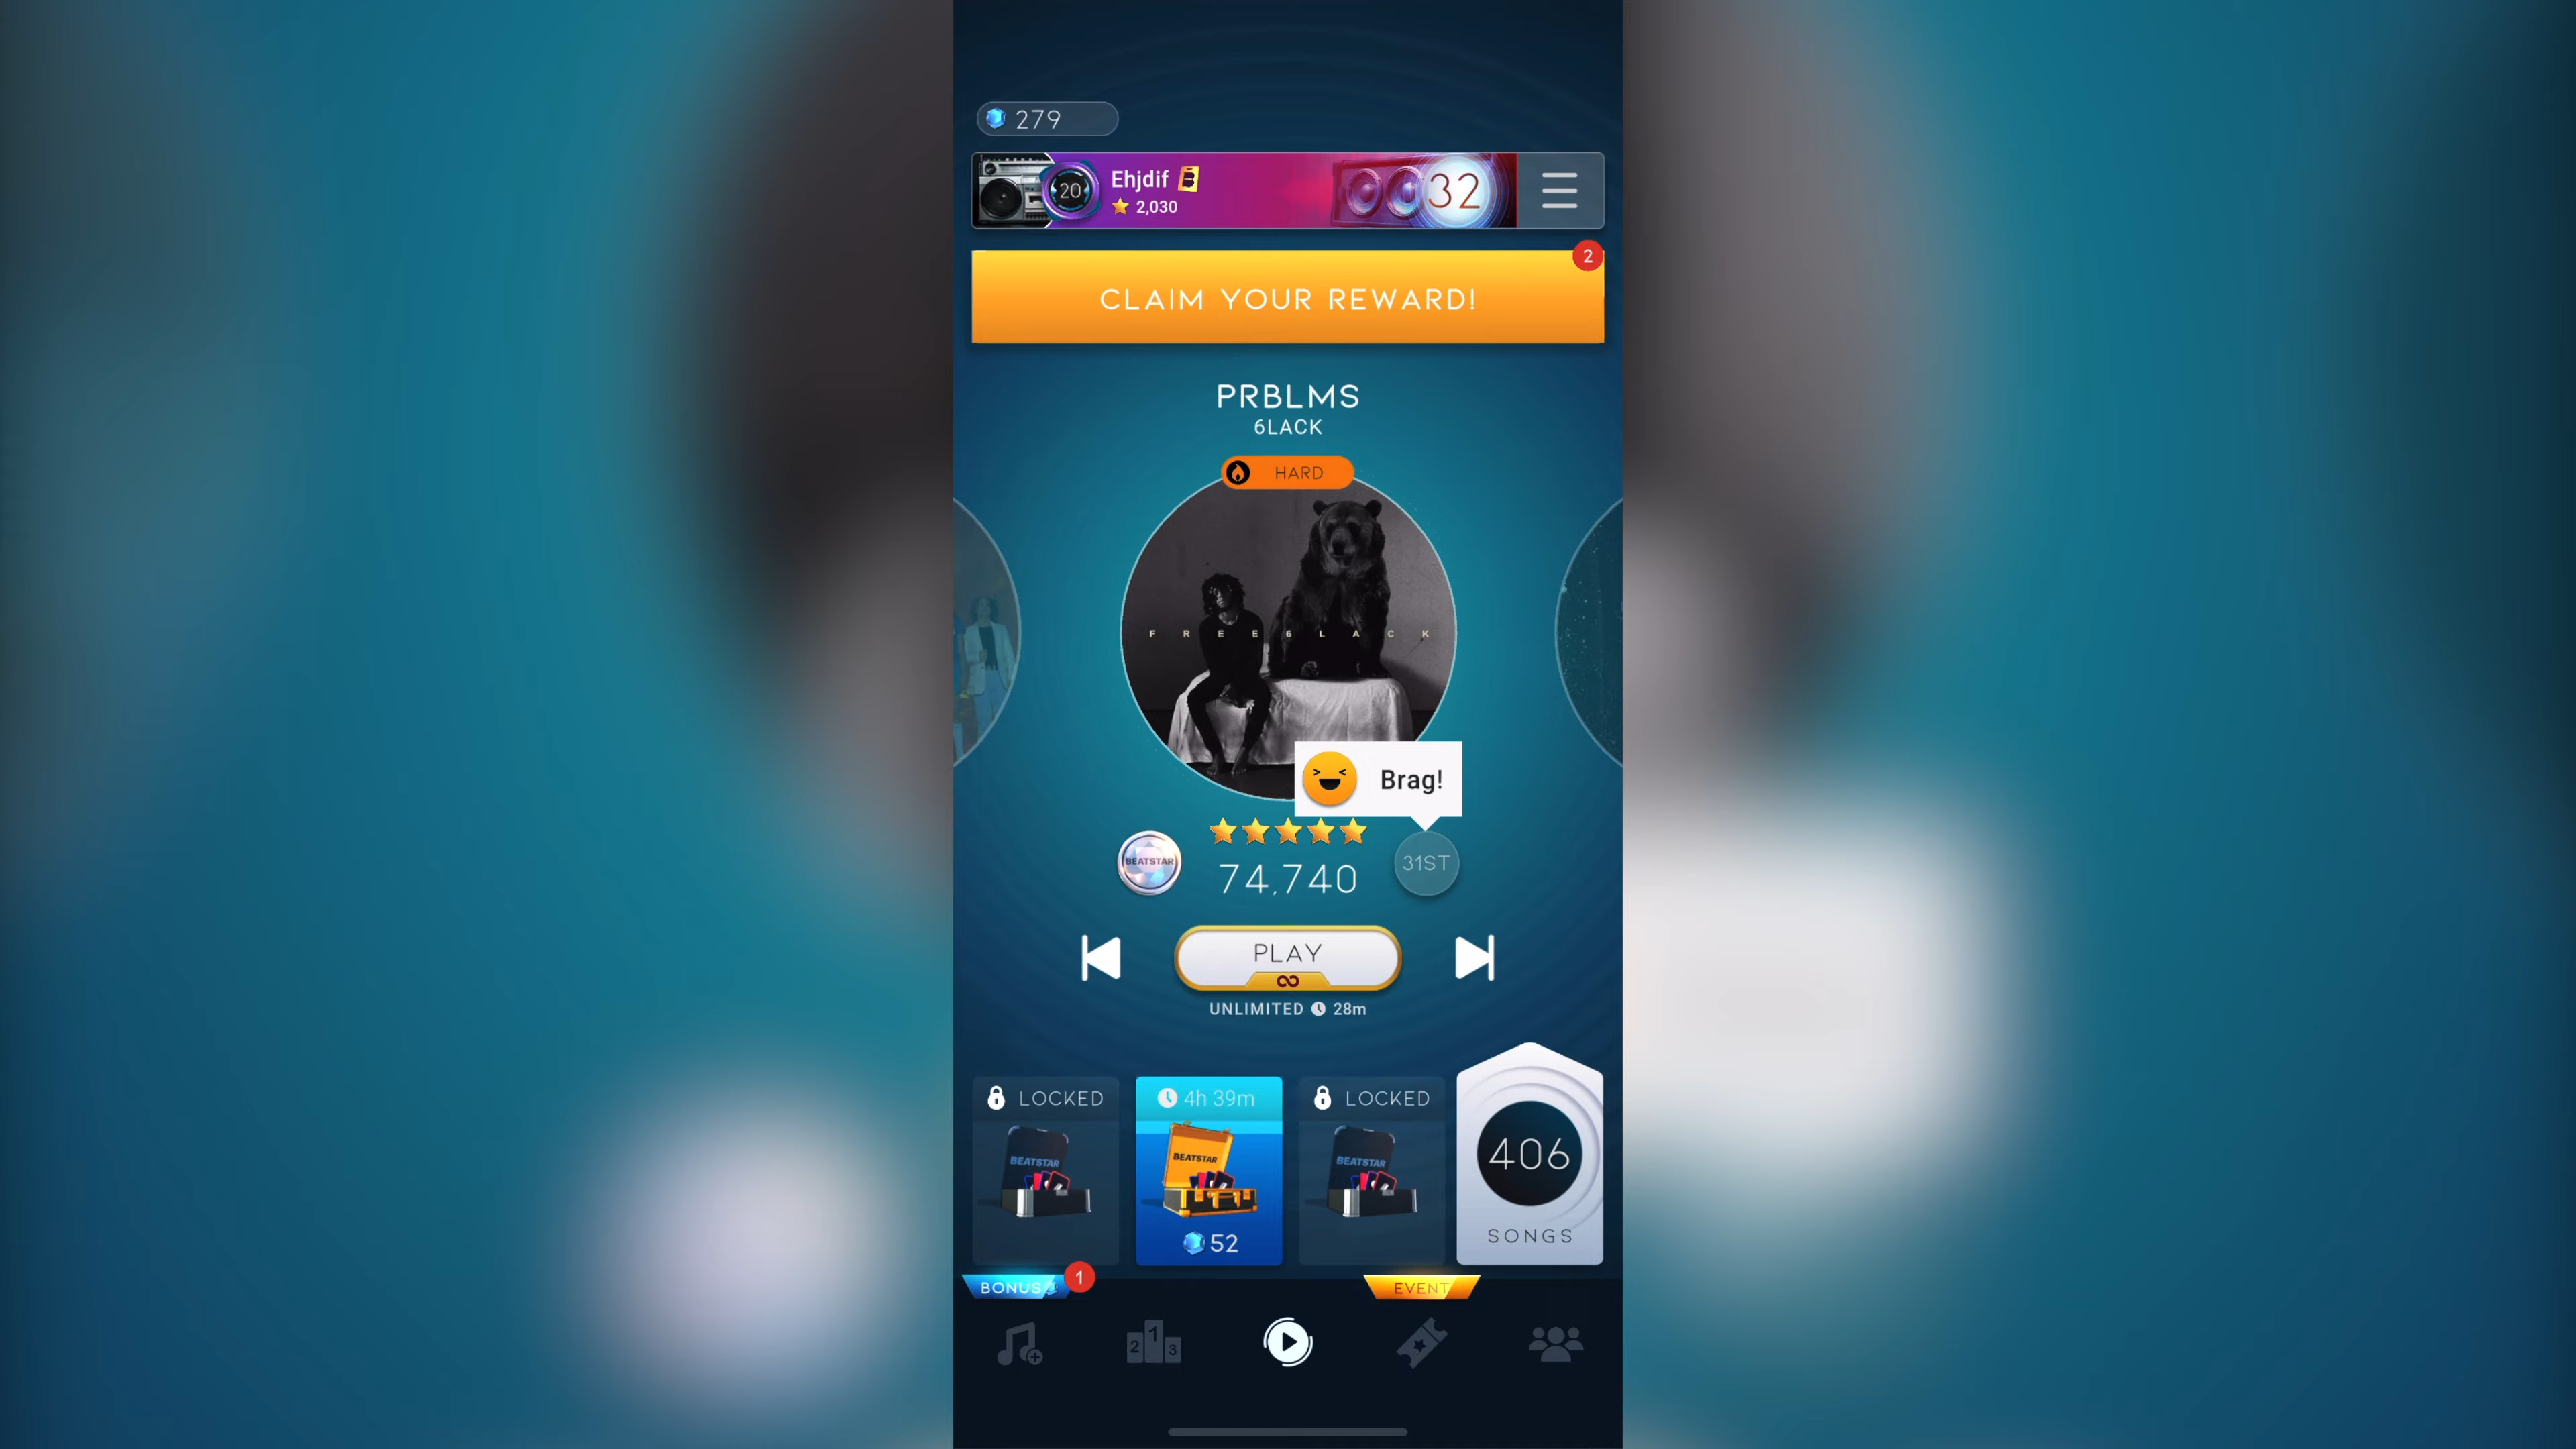 279
20
Ehjdif
2,030
32
2
CLAIM YOUR REWARD!
PRBLMS
6LACK
HARD
FREE6LACK
Brag!
BEATSTAR
74,740
31ST
PLAY
UNLIMITED 28m
LOCKED
4h 39m
LOCKED
BEATSTAR
BEATSTAR
BEATSTAR
406
52
SONGS
BONUS
1
EVENT
2 1 3